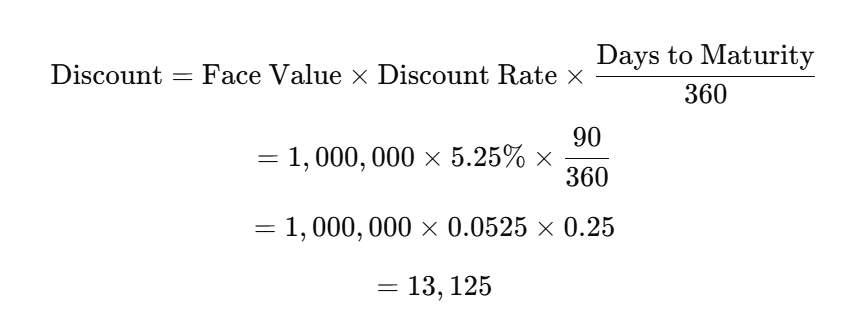 Discount = Face Value × Discount Rate × Days to Maturity / 360
= 1,000,000 × 5.25% × 90 / 360
= 1,000,000 × 0.0525 × 0.25
= 13,125